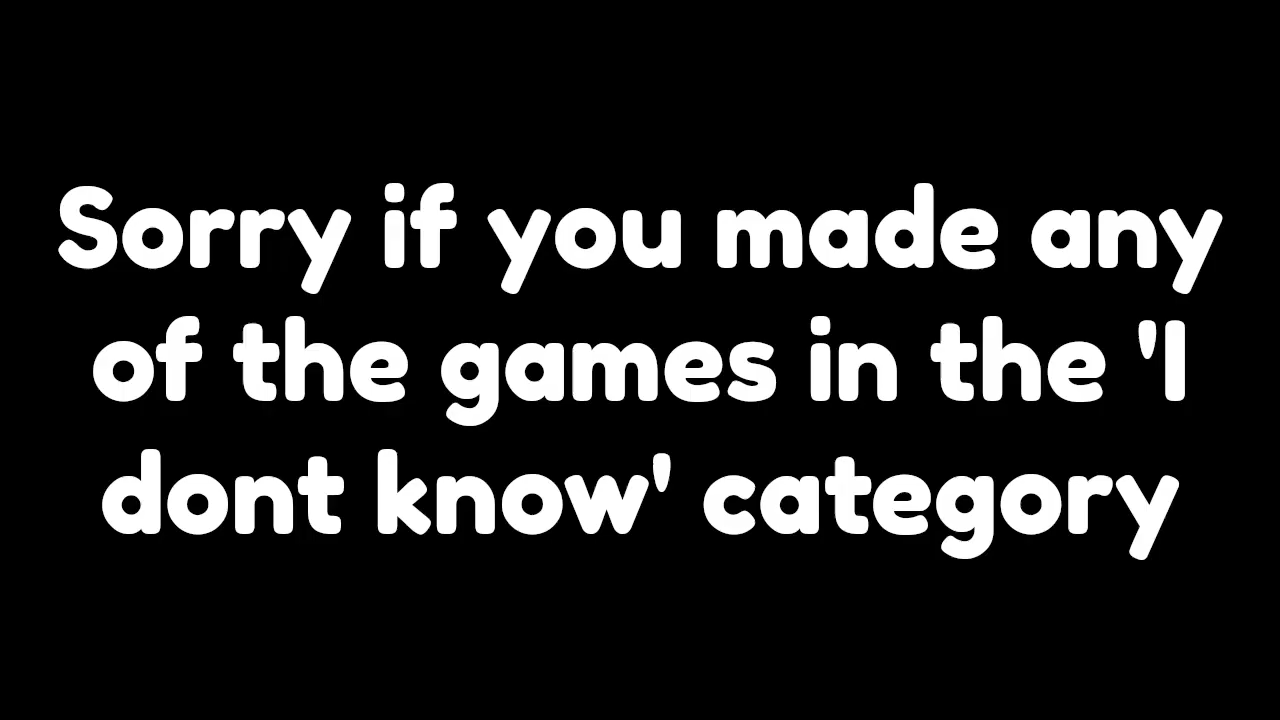 Sorry if you made any
of the games in the 'I
dont know' category